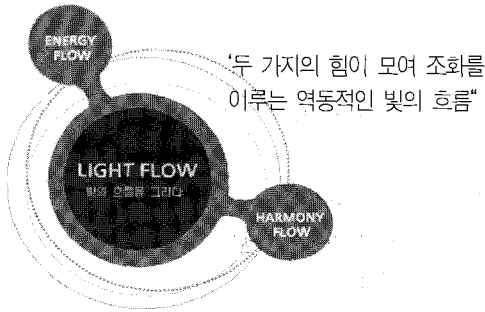 ENERGY
FLOW
'두 가지의 힘이 모여 조화를
이루는 역동적인 빛의 흐름"
LIGHT FLOW
빛의 흐름을 그리다
HARMONY
FLOW